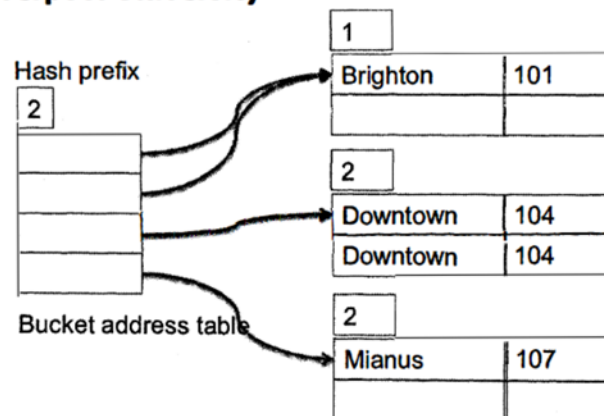 1
Hash prefix
Brighton 101
2
2
Downtown 104
Downtown 104
2
Bucket address table
Mianus 107